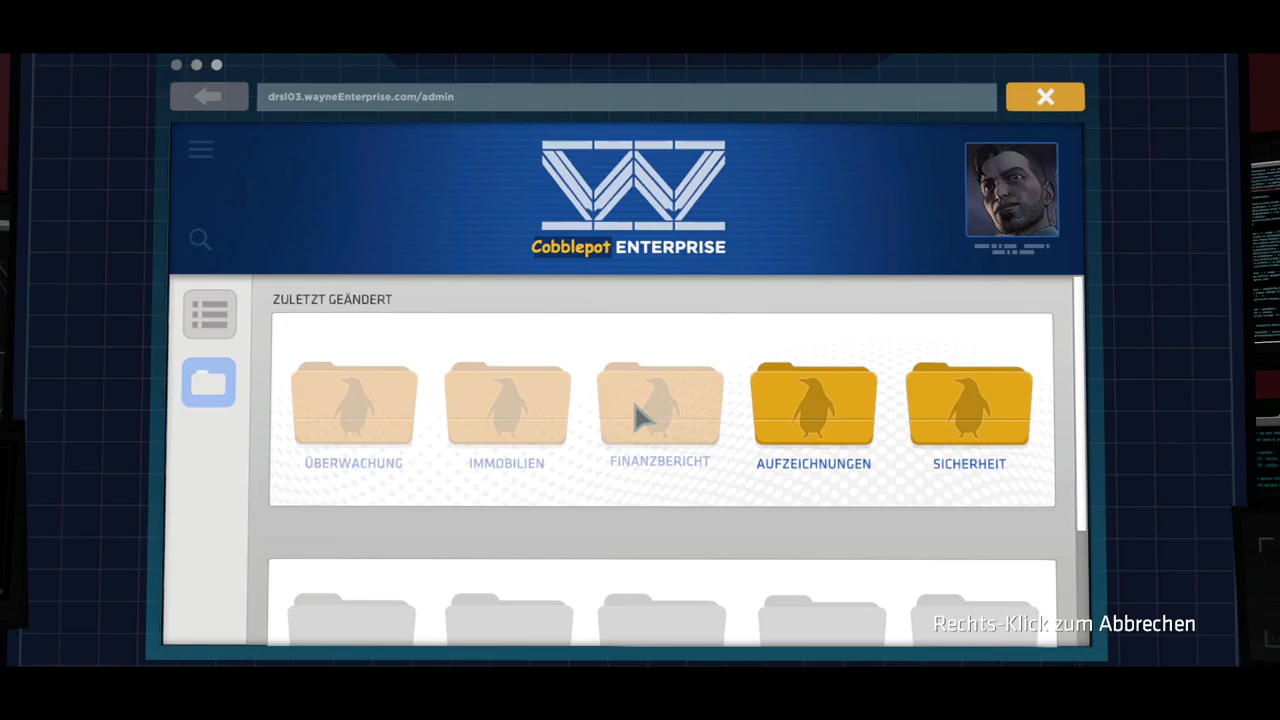 drsl03.wayneEnterprise.com/admin
Cobblepot ENTERPRISE
ZULETZT GEÄNDERT
ÜBERWACHUNG
IMMOBILIEN
FINANZBERICHT
AUFZEICHNUNGEN
SICHERHEIT
Rechts-Klick zum Abbrechen